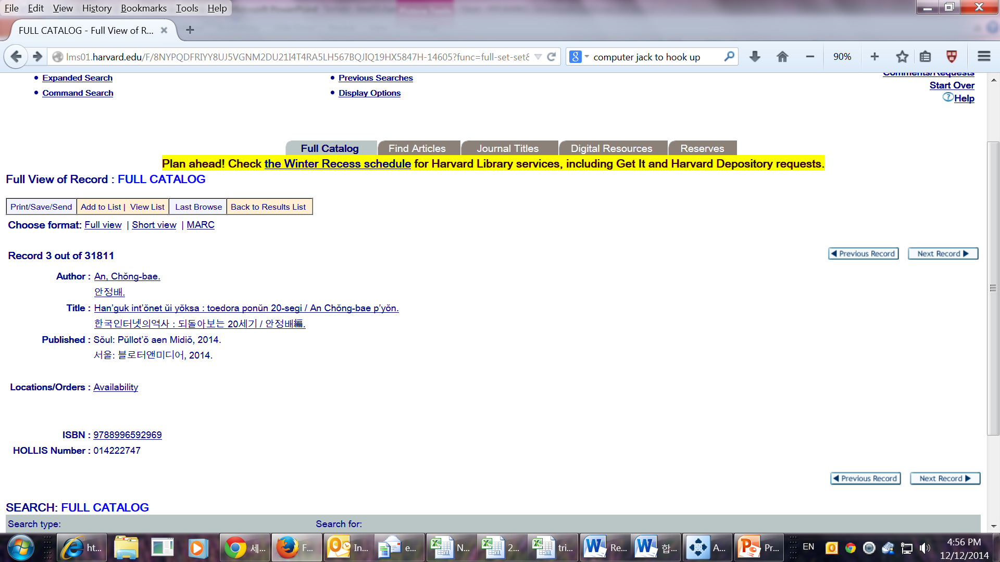 File Edit View History Bookmarks Tools Help
FULL CATALOG - Full View of R...
lms01.harvard.edu/F/8NYPQDFRIYY8UJ5VGNM2DU21I4T4RA5LH567BQJIQ19HX5847H-14605?func=full-set-set&
computer jack to hook up
90%
Comments/Requests
Expanded Search Previous Searches
Start Over
Command Search Display Options
Help
Full Catalog Find Articles Journal Titles Digital Resources Reserves
Plan ahead! Check the Winter Recess schedule for Harvard Library services, including Get It and Harvard Depository requests.
Full View of Record : FULL CATALOG
Print/Save/Send Add to List | View List Last Browse Back to Results List
Choose format: Full view | Short view | MARC
Record 3 out of 31811 Previous Record Next Record
Author : An, Chŏng-bae.
안정배.
Title : Han'guk int'ŏnet ŭi yŏksa : toedora ponŭn 20-segi / An Chŏng-bae p'yŏn.
한국인터넷의역사 : 되돌아보는 20세기 / 안정배編.
Published : Sŏul: Pŭllot'ŏ aen Midiŏ, 2014.
서울: 블로터앤미디어, 2014.
Locations/Orders : Availability
ISBN : 9788996592969
HOLLIS Number : 014222747
Previous Record Next Record
SEARCH: FULL CATALOG
Search type: Search for:
ht... 세... F... In... e... N... 2... tri... Re... 합... A... Pr... EN
4:56 PM
12/12/2014